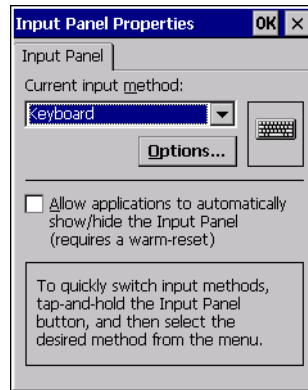 Input Panel Properties OK ×
Input Panel
Current input method:
Keyboard
Options...
Allow applications to automatically
show/hide the Input Panel
(requires a warm-reset)
To quickly switch input methods,
tap-and-hold the Input Panel
button, and then select the
desired method from the menu.